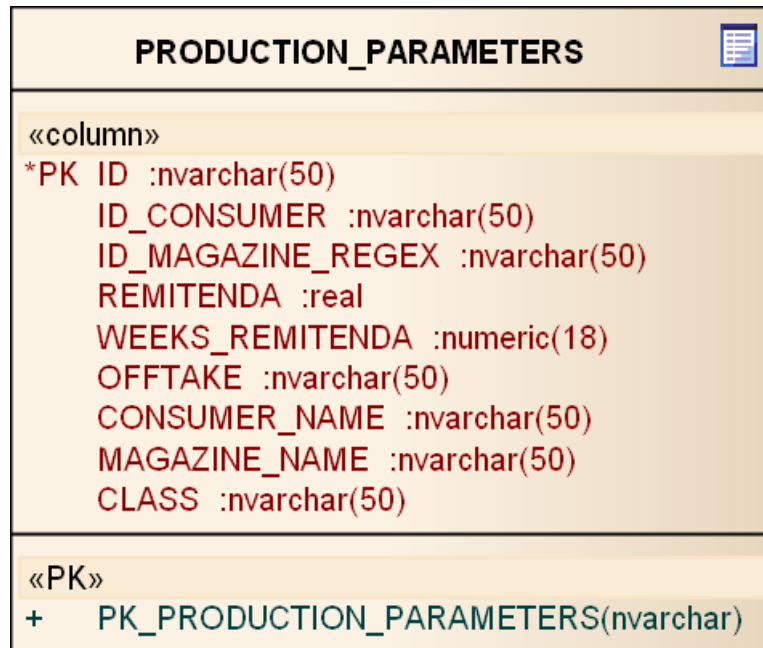 PRODUCTION_PARAMETERS
«column»
*PK ID :nvarchar(50)
ID_CONSUMER :nvarchar(50)
ID_MAGAZINE_REGEX :nvarchar(50)
REMITENDA :real
WEEKS_REMITENDA :numeric(18)
OFFTAKE :nvarchar(50)
CONSUMER_NAME :nvarchar(50)
MAGAZINE_NAME :nvarchar(50)
CLASS :nvarchar(50)
«PK»
+ PK_PRODUCTION_PARAMETERS(nvarchar)